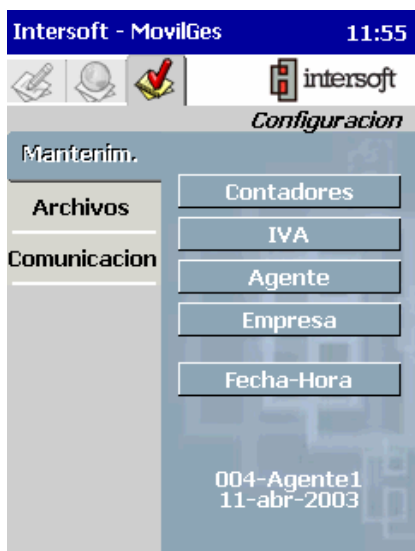 Intersoft - MovilGes 11:55
intersoft
Configuracion
Mantenim.
Archivos
Comunicacion
Contadores
IVA
Agente
Empresa
Fecha-Hora
004-Agente1
11-abr-2003